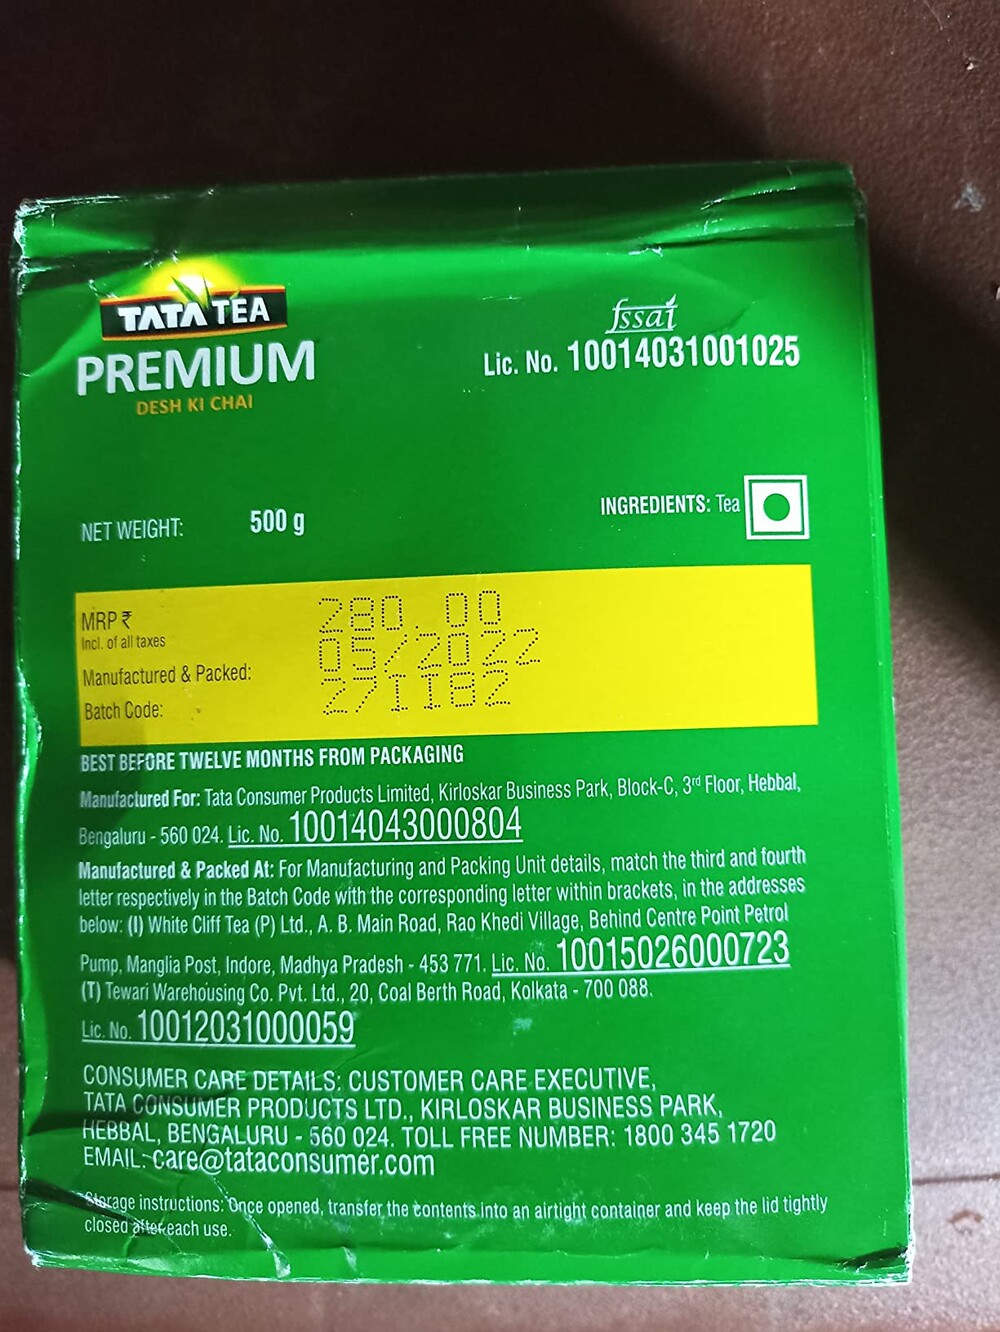 TATA TEA
PREMIUM
DESH KI CHAI
fssai
Lic. No. 10014031001025
NET WEIGHT: 500 g
INGREDIENTS: Tea
MRP ₹ 280.00
Incl. of all taxes
Manufactured & Packed: 05/2022
Batch Code: 27II82
BEST BEFORE TWELVE MONTHS FROM PACKAGING
Manufactured For: Tata Consumer Products Limited, Kirloskar Business Park, Block-C, 3rd Floor, Hebbal,
Bengaluru - 560 024. Lic. No. 10014043000804
Manufactured & Packed At: For Manufacturing and Packing Unit details, match the third and fourth
letter respectively in the Batch Code with the corresponding letter within brackets, in the addresses
below: (I) White Cliff Tea (P) Ltd., A. B. Main Road, Rao Khedi Village, Behind Centre Point Petrol
Pump, Manglia Post, Indore, Madhya Pradesh - 453 771. Lic. No. 10015026000723
(T) Tewari Warehousing Co. Pvt. Ltd., 20, Coal Berth Road, Kolkata - 700 088.
Lic. No. 10012031000059
CONSUMER CARE DETAILS: CUSTOMER CARE EXECUTIVE,
TATA CONSUMER PRODUCTS LTD., KIRLOSKAR BUSINESS PARK,
HEBBAL, BENGALURU - 560 024. TOLL FREE NUMBER: 1800 345 1720
EMAIL: care@tataconsumer.com
Storage instructions: Once opened, transfer the contents into an airtight container and keep the lid tightly
closed after each use.